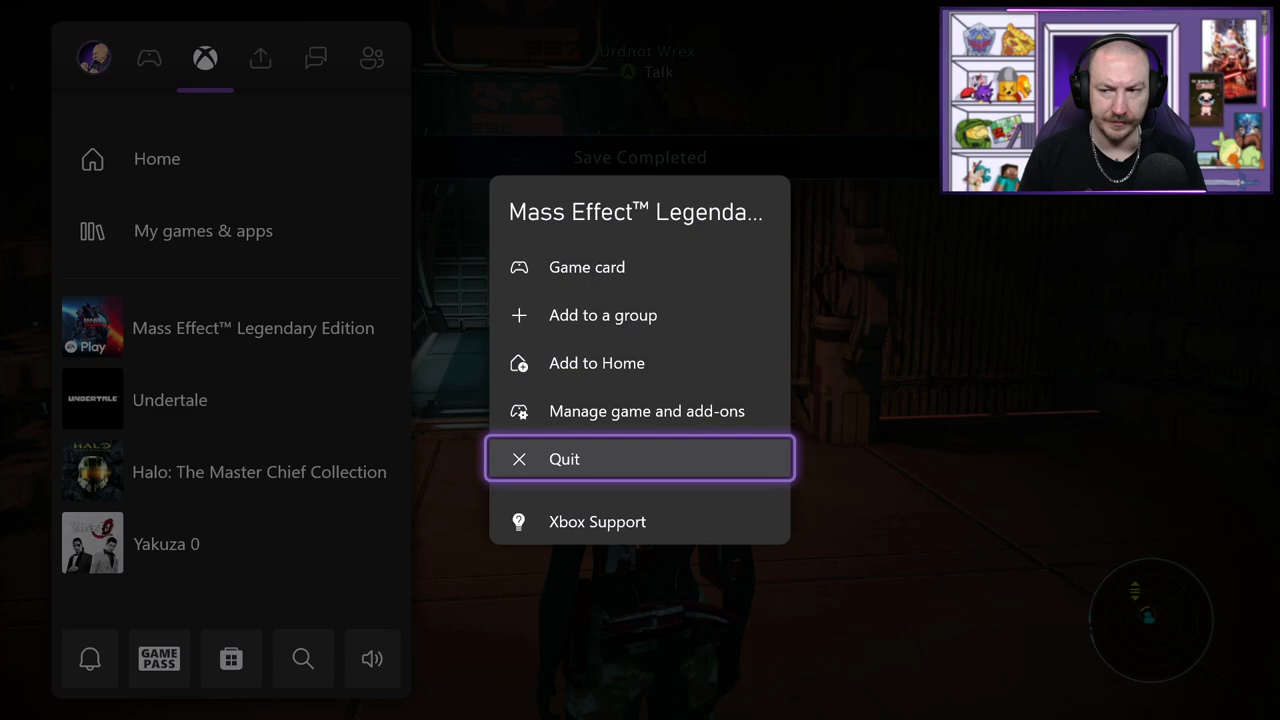 357
Urdnot Wrex
A Talk
Save Completed
Home
My games & apps
Mass Effect™ Legendary Edition
EA Play
UNDERTALE
Undertale
HALO
Halo: The Master Chief Collection
Yakuza 0
GAME
PASS
Mass Effect™ Legenda...
Game card
Add to a group
Add to Home
Manage game and add-ons
Quit
Xbox Support